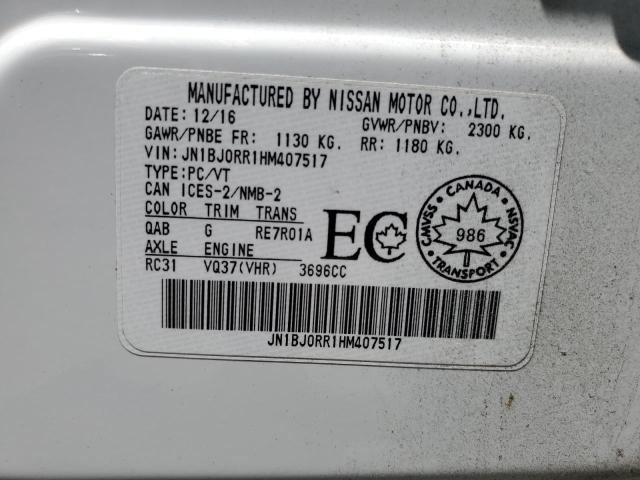 MANUFACTURED BY NISSAN MOTOR CO.,LTD.
DATE: 12/16 GVWR/PNBV: 2300 KG.
GAWR/PNBE FR: 1130 KG. RR: 1180 KG.
VIN: JN1BJ0RR1HM407517
TYPE:PC/VT
CAN ICES-2/NMB-2
COLOR TRIM TRANS
QAB G RE7R01A
AXLE ENGINE
RC31 VQ37(VHR) 3696CC
EC
CANADA
CMVSS 986 NSVAC
TRANSPORT
JN1BJ0RR1HM407517